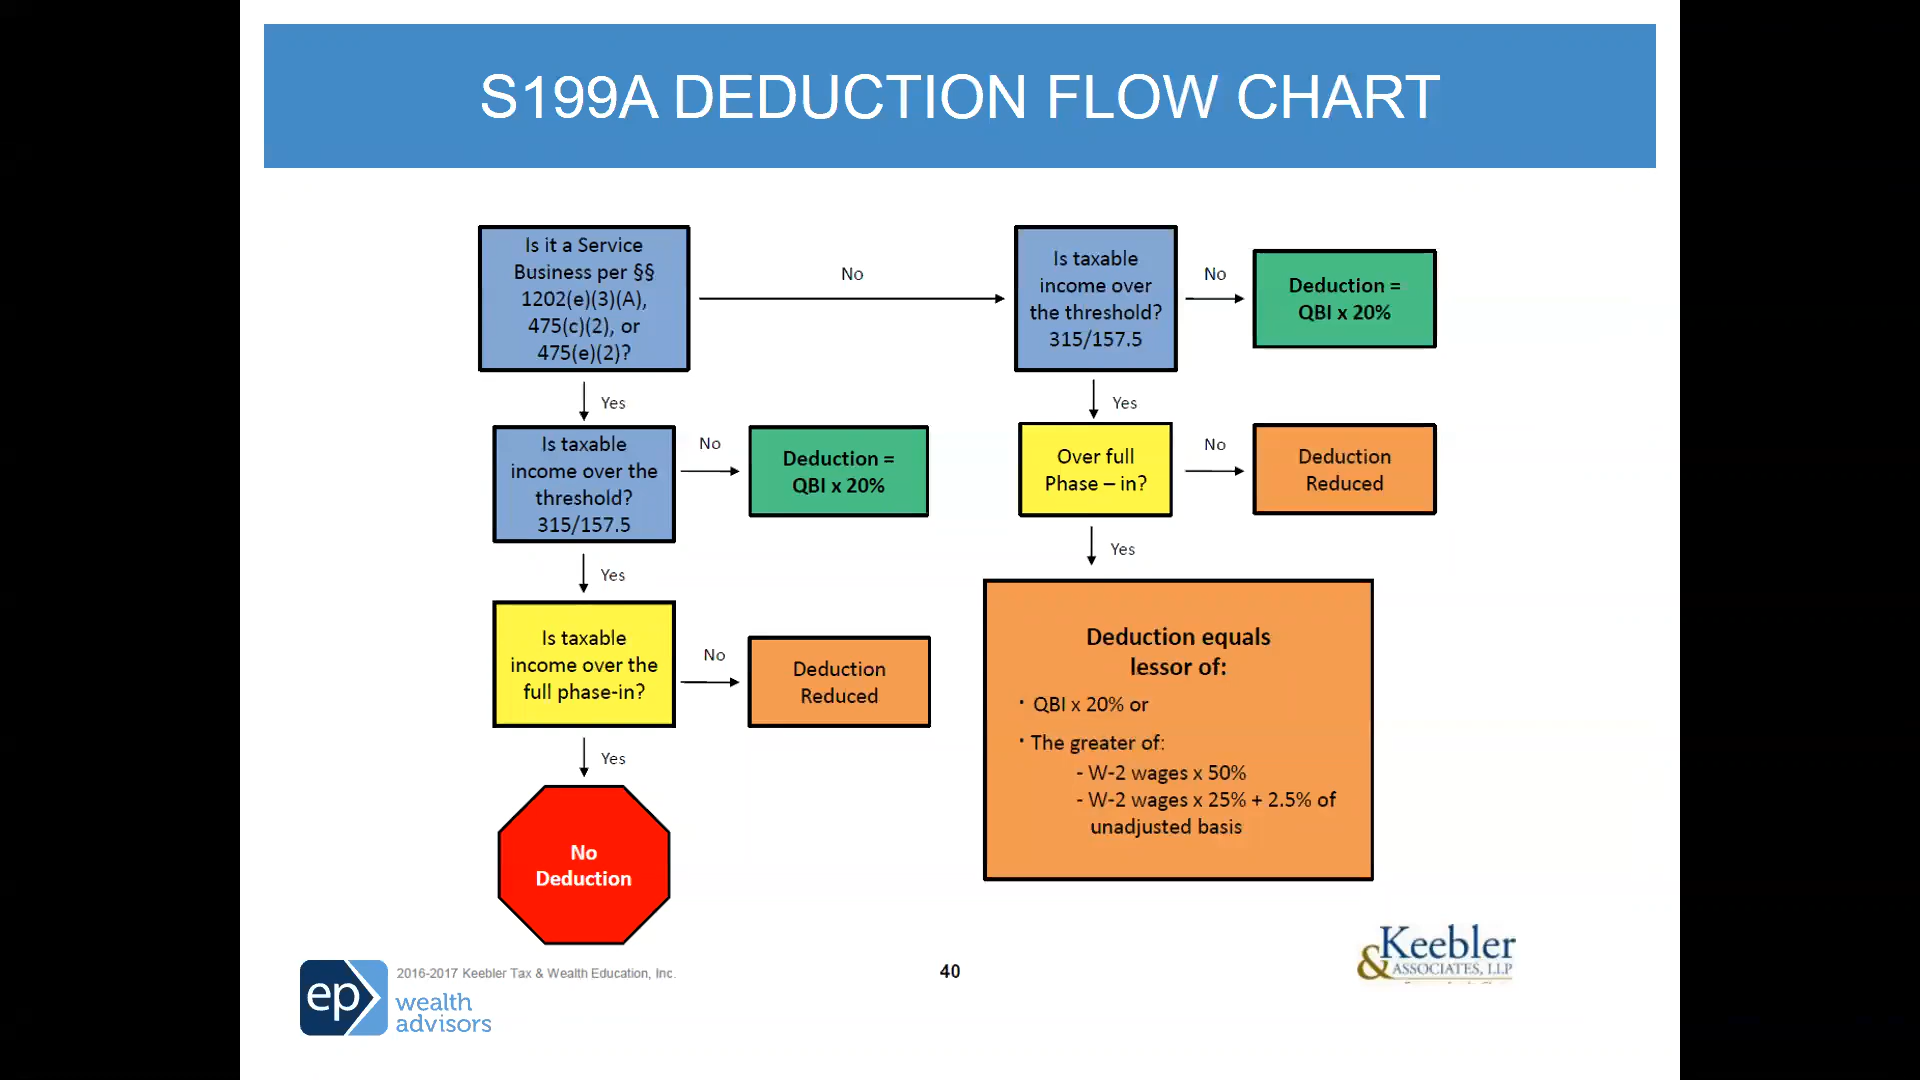 S199A DEDUCTION FLOW CHART
Is it a Service
Business per §§
1202(e)(3)(A),
475(c)(2), or
475(e)(2)?
No
Is taxable
income over
the threshold?
315/157.5
No
Deduction =
QBI x 20%
Yes
Yes
Is taxable
income over the
threshold?
315/157.5
No
Deduction =
QBI x 20%
Over full
Phase – in?
No
Deduction
Reduced
Yes
Yes
Is taxable
income over the
full phase-in?
No
Deduction
Reduced
Deduction equals
lessor of:
· QBI x 20% or
· The greater of:
- W-2 wages x 50%
- W-2 wages x 25% + 2.5% of
unadjusted basis
Yes
No
Deduction
ep
wealth
advisors
2016-2017 Keebler Tax & Wealth Education, Inc.
40
Keebler
& ASSOCIATES, LLP